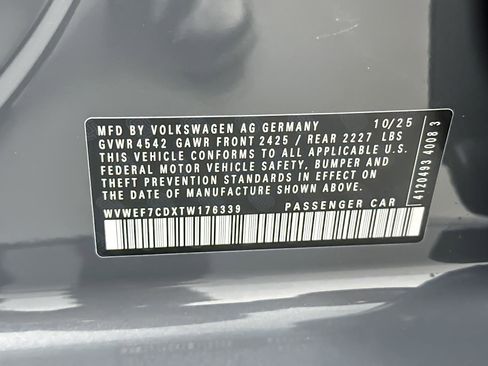 MFD BY VOLKSWAGEN AG GERMANY 10/25
GVWR 4542 GAWR FRONT 2425 / REAR 2227 LBS
THIS VEHICLE CONFORMS TO ALL APPLICABLE U.S.
FEDERAL MOTOR VEHICLE SAFETY, BUMPER AND
THEFT PREVENTION STANDARDS IN EFFECT ON
THE DATE OF MANUFACTURE SHOWN ABOVE.
WVWEF7CDXTW176339 PASSENGER CAR
4120493 4008 3